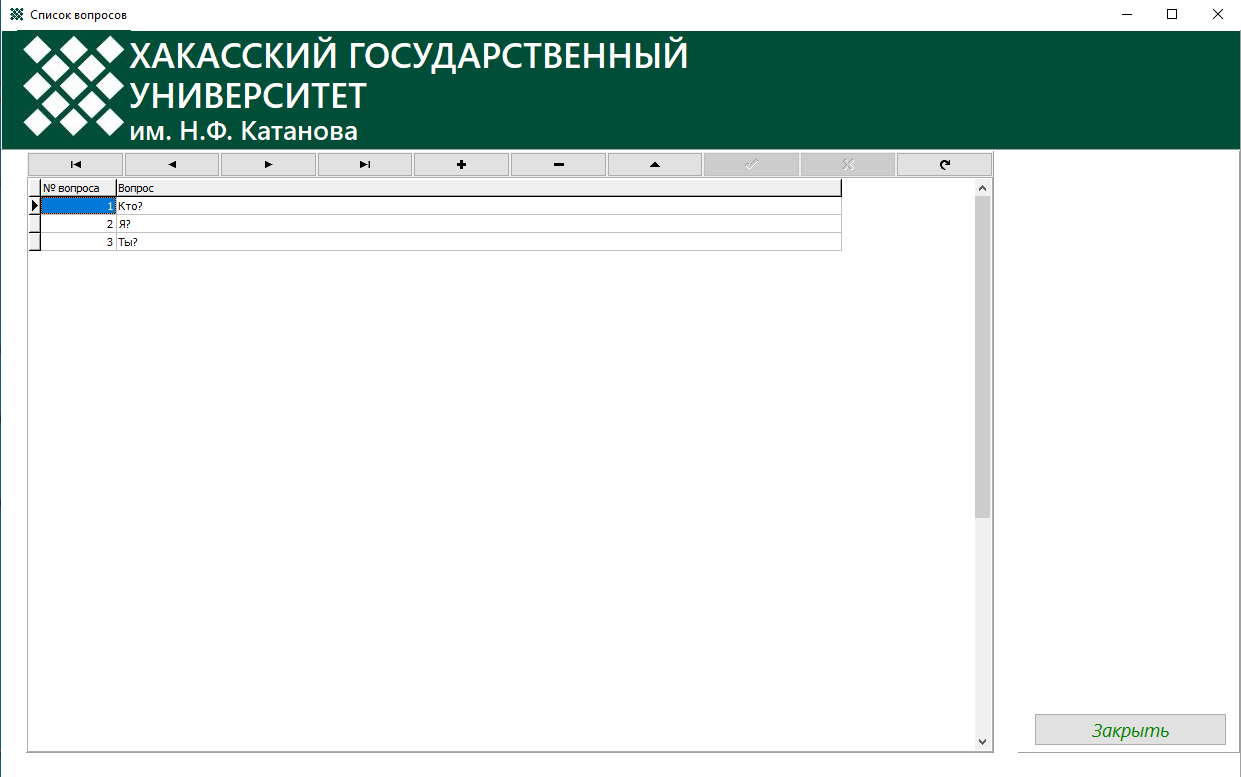 Список вопросов
ХАКАССКИЙ ГОСУДАРСТВЕННЫЙ
УНИВЕРСИТЕТ
им. Н.Ф. Катанова
№ вопроса Вопрос
1 Кто?
2 Я?
3 Ты?
Закрыть